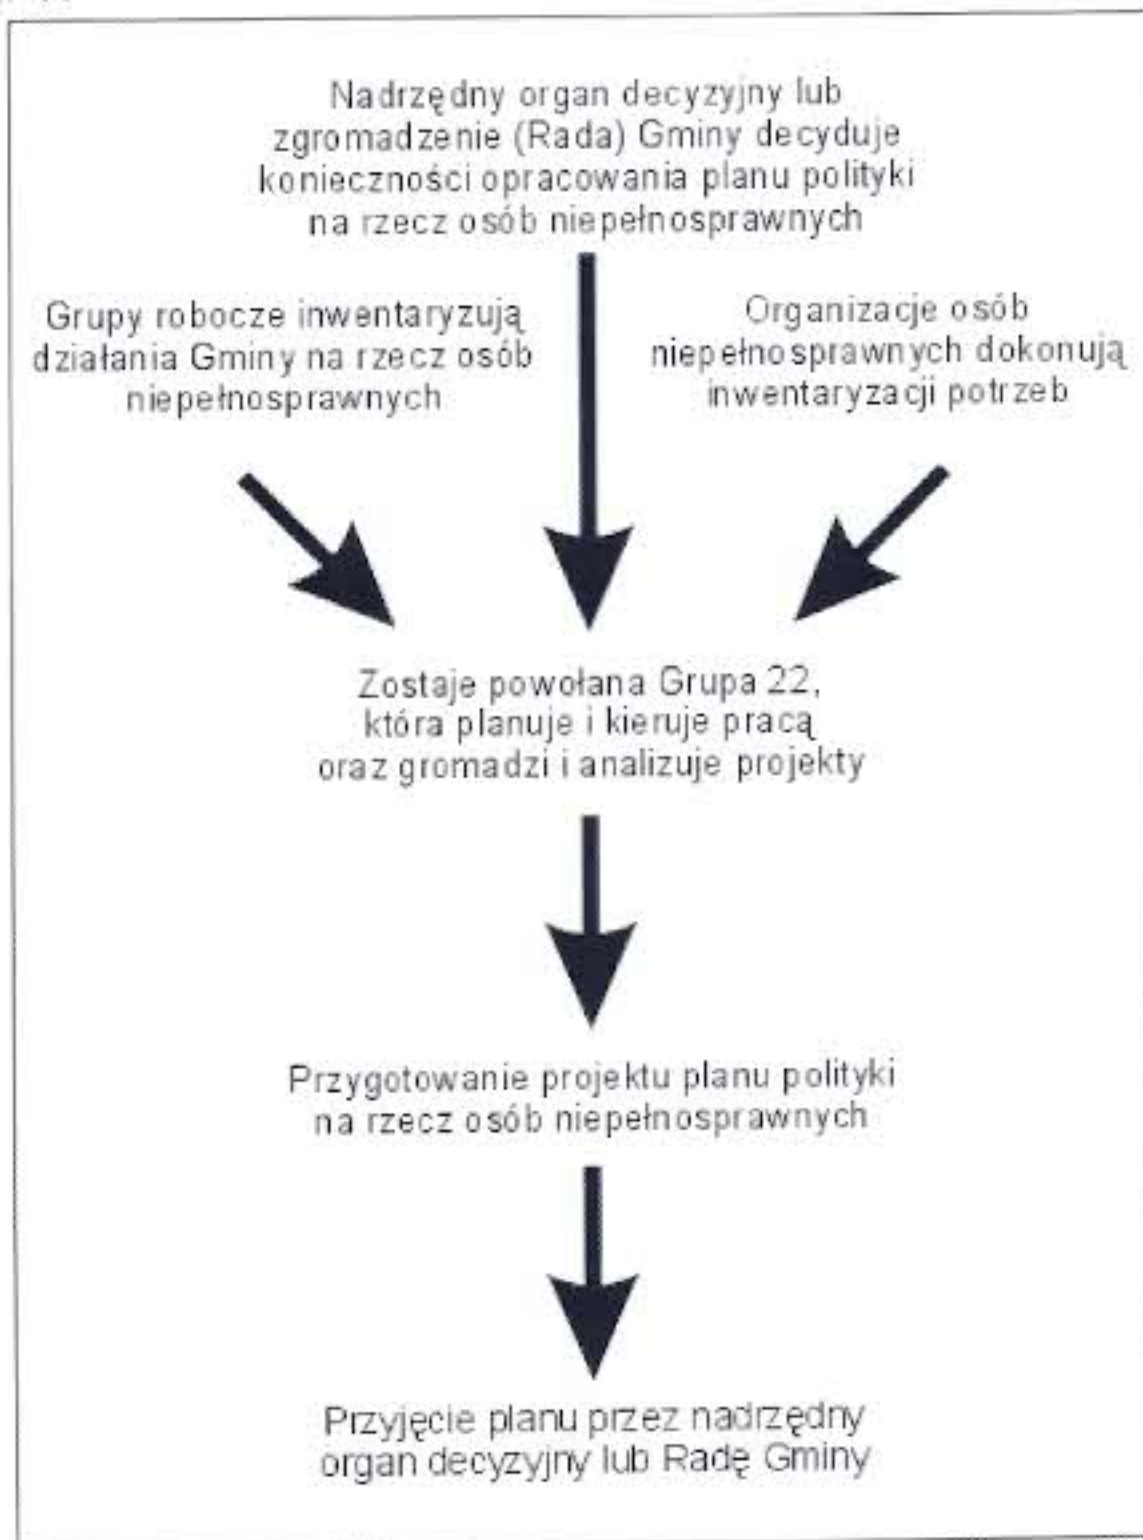 Nadrzędny organ decyzyjny lub
zgromadzenie (Rada) Gminy decyduje
konieczności opracowania planu polityki
na rzecz osób niepełnosprawnych
Grupy robocze inwentaryzują
działania Gminy na rzecz osób
niepełnosprawnych
Organizacje osób
niepełnosprawnych dokonują
inwentaryzacji potrzeb
Zostaje powołana Grupa 22,
która planuje i kieruje pracą
oraz gromadzi i analizuje projekty
Przygotowanie projektu planu polityki
na rzecz osób niepełnosprawnych
Przyjęcie planu przez nadrzędny
organ decyzyjny lub Radę Gminy